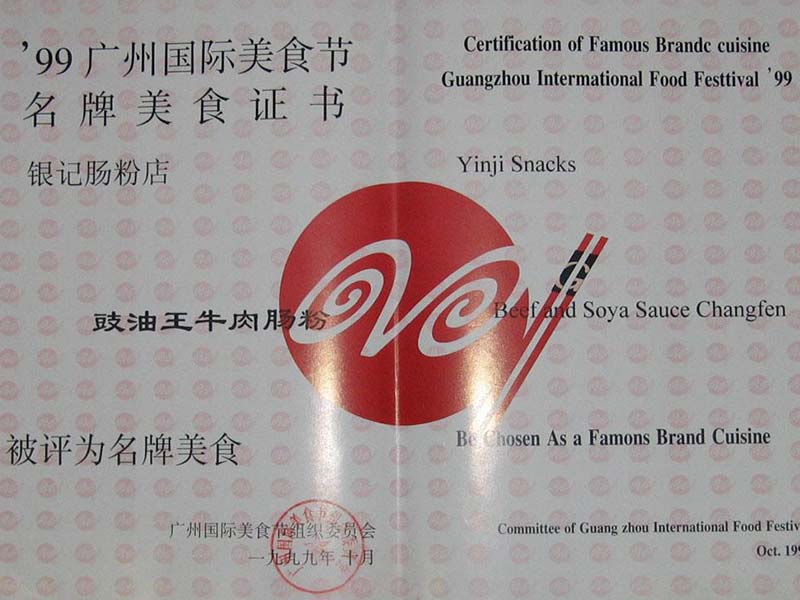 ’99 广州国际美食节
名牌美食证书
银记肠粉店
豉油王牛肉肠粉
被评为名牌美食
广州国际美食节组织委员会
一九九九年 十月
Certification of Famous Brandc cuisine
Guangzhou International Food Festtival ’99
Yinji Snacks
Beef and Soya Sauce Changfen
Be Chosen As a Famons Brand Cuisine
Committee of Guang zhou International Food Festiv
Oct. 199